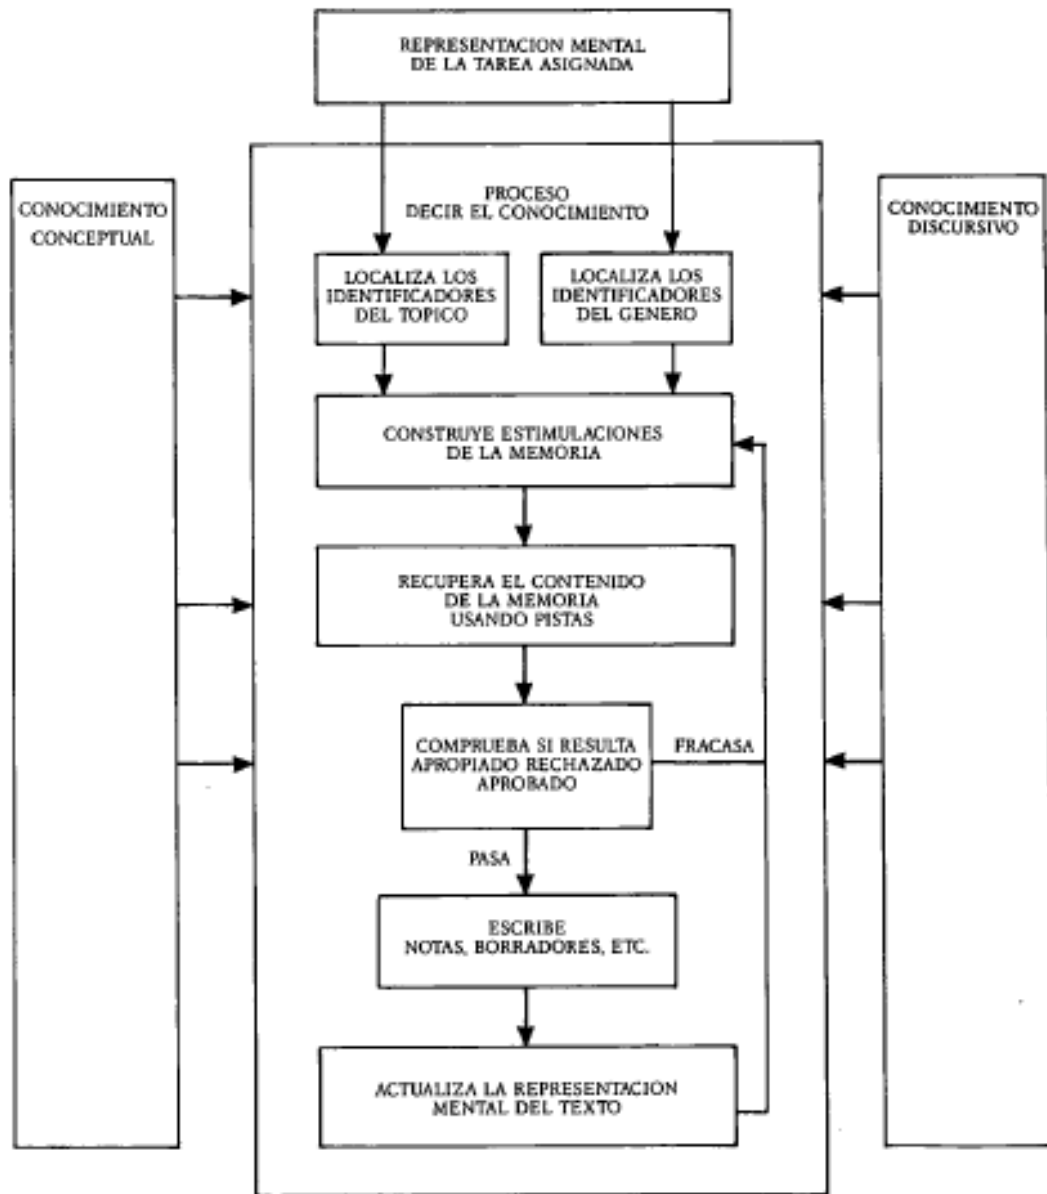 REPRESENTACION MENTAL
DE LA TAREA ASIGNADA
CONOCIMIENTO
CONCEPTUAL
PROCESO
DECIR EL CONOCIMIENTO
CONOCIMIENTO
DISCURSIVO
LOCALIZA LOS
IDENTIFICADORES
DEL TOPICO
LOCALIZA LOS
IDENTIFICADORES
DEL GENERO
CONSTRUYE ESTIMULACIONES
DE LA MEMORIA
RECUPERA EL CONTENIDO
DE LA MEMORIA
USANDO PISTAS
COMPRUEBA SI RESULTA
APROPIADO RECHAZADO
APROBADO
FRACASA
PASA
ESCRIBE
NOTAS, BORRADORES, ETC.
ACTUALIZA LA REPRESENTACION
MENTAL DEL TEXTO